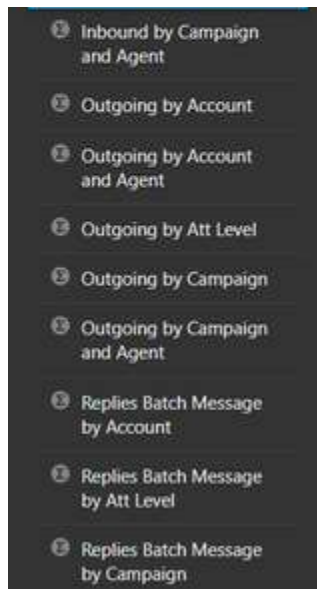 Inbound by Campaign
and Agent
Outgoing by Account
Outgoing by Account
and Agent
Outgoing by Att Level
Outgoing by Campaign
Outgoing by Campaign
and Agent
Replies Batch Message
by Account
Replies Batch Message
by Att Level
Replies Batch Message
by Campaign